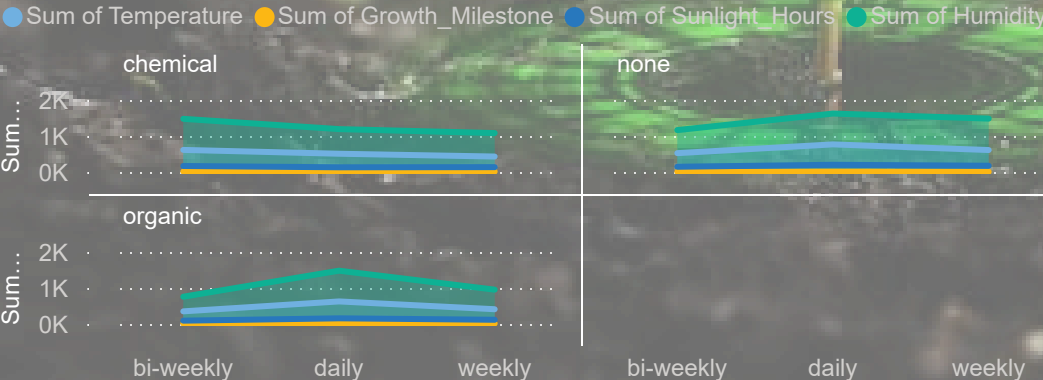 Sum of Temperature Sum of Growth_Milestone Sum of Sunlight_Hours Sum of Humidity
chemical none
2K
1K
0K
Sum...
organic
2K
1K
0K
Sum...
bi-weekly daily weekly bi-weekly daily weekly